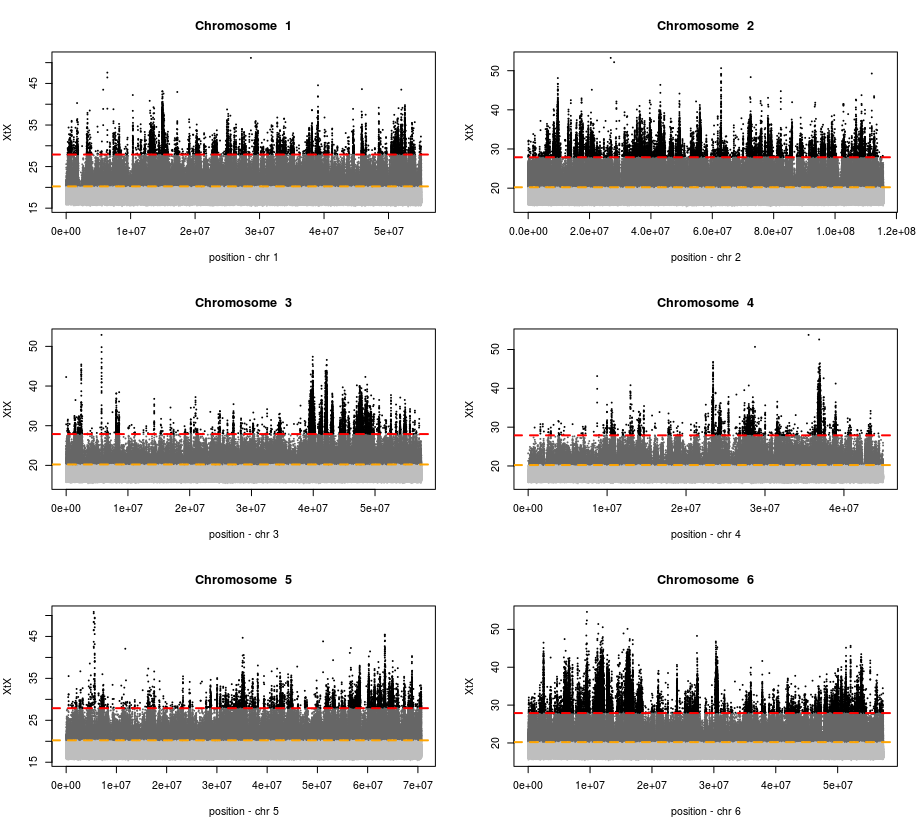 Chromosome 1
XtX
45
35
25
15
0e+00 1e+07 2e+07 3e+07 4e+07 5e+07
position - chr 1
Chromosome 2
XtX
50
40
30
20
0.0e+00 2.0e+07 4.0e+07 6.0e+07 8.0e+07 1.0e+08 1.2e+08
position - chr 2
Chromosome 3
XtX
50
40
30
20
0e+00 1e+07 2e+07 3e+07 4e+07 5e+07
position - chr 3
Chromosome 4
XtX
50
40
30
20
0e+00 1e+07 2e+07 3e+07 4e+07
position - chr 4
Chromosome 5
XtX
45
35
25
15
0e+00 1e+07 2e+07 3e+07 4e+07 5e+07 6e+07 7e+07
position - chr 5
Chromosome 6
XtX
50
40
30
20
0e+00 1e+07 2e+07 3e+07 4e+07 5e+07
position - chr 6